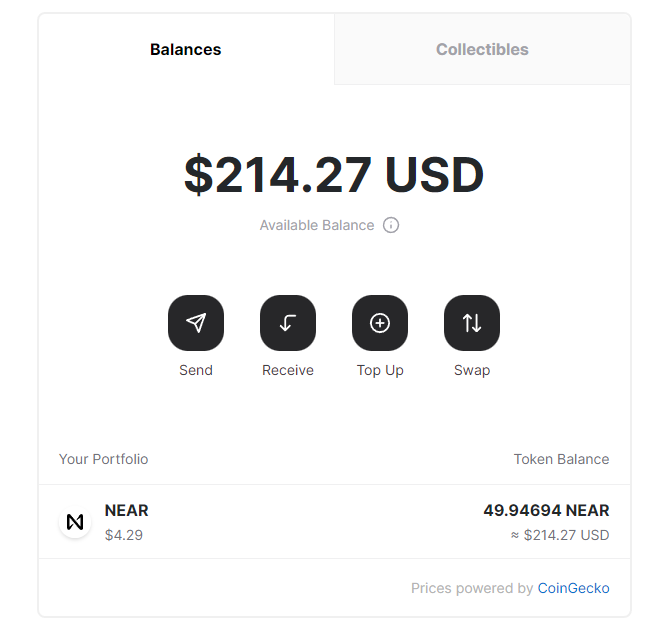 Balances
Collectibles
$214.27 USD
Available Balance
Send
Receive
Top Up
Swap
Your Portfolio
Token Balance
NEAR
49.94694 NEAR
$4.29
≈ $214.27 USD
Prices powered by CoinGecko